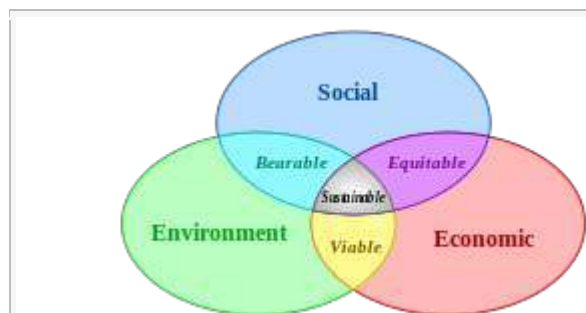 Social
Bearable Equitable
Sustainable
Environment Viable Economic